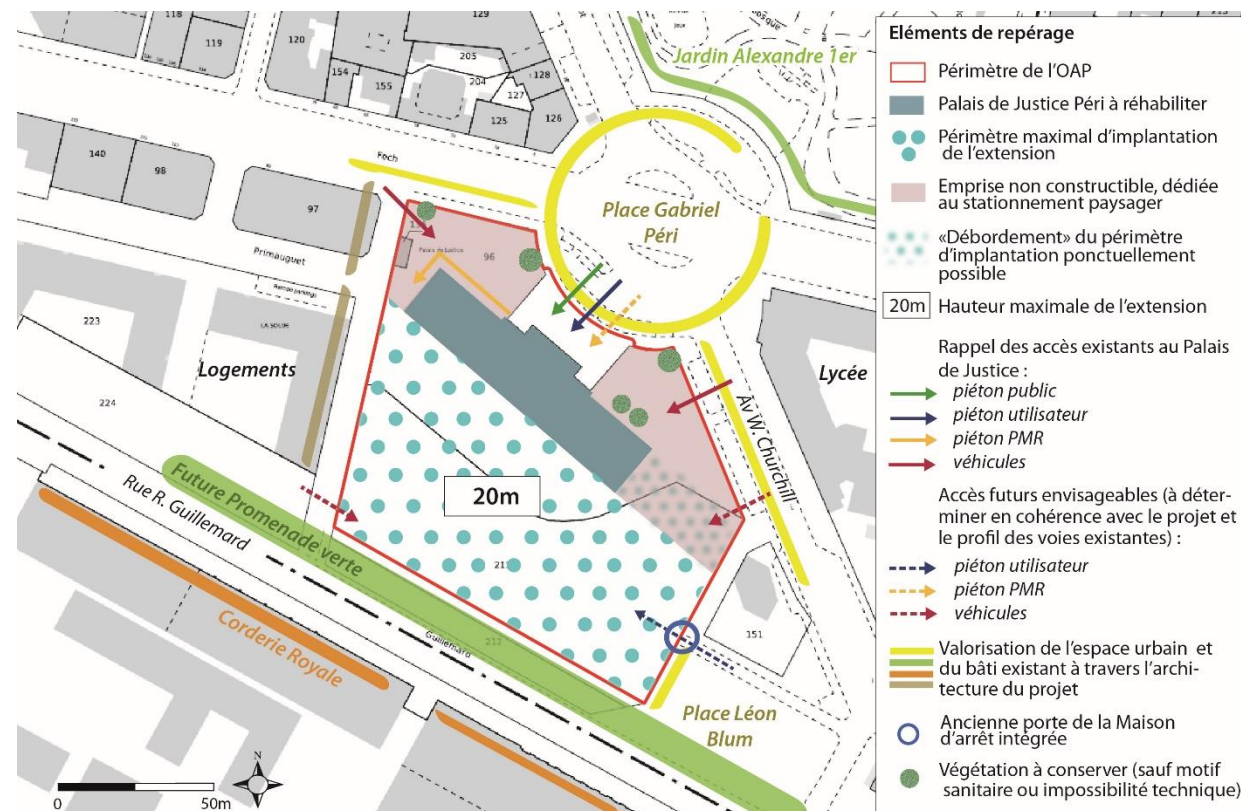 118
119
120
129
205
204
154
155
127
128
125
126
Jardin Alexandre 1er
140
98
97
Foch
Place Gabriel
Péri
Primauguet
Palais de Justice
96
223
LA SOLDE
Logements
Lycée
224
Av W. Churchill
20m
Future Promenade verte
Rue R. Guillemard
Guillemard
Corderie Royale
151
Place Léon
Blum
N
0
50m
Eléments de repérage
Périmètre de l'OAP
Palais de Justice Péri à réhabiliter
Périmètre maximal d'implantation
de l'extension
Emprise non constructible, dédiée
au stationnement paysager
«Débordement» du périmètre
d'implantation ponctuellement
possible
20m Hauteur maximale de l'extension
Rappel des accès existants au Palais
de Justice :
piéton public
piéton utilisateur
piéton PMR
véhicules
Accès futurs envisageables (à déter-
miner en cohérence avec le projet et
le profil des voies existantes) :
piéton utilisateur
piéton PMR
véhicules
Valorisation de l'espace urbain et
du bâti existant à travers l'archi-
tecture du projet
Ancienne porte de la Maison
d'arrêt intégrée
Végétation à conserver (sauf motif
sanitaire ou impossibilité technique)